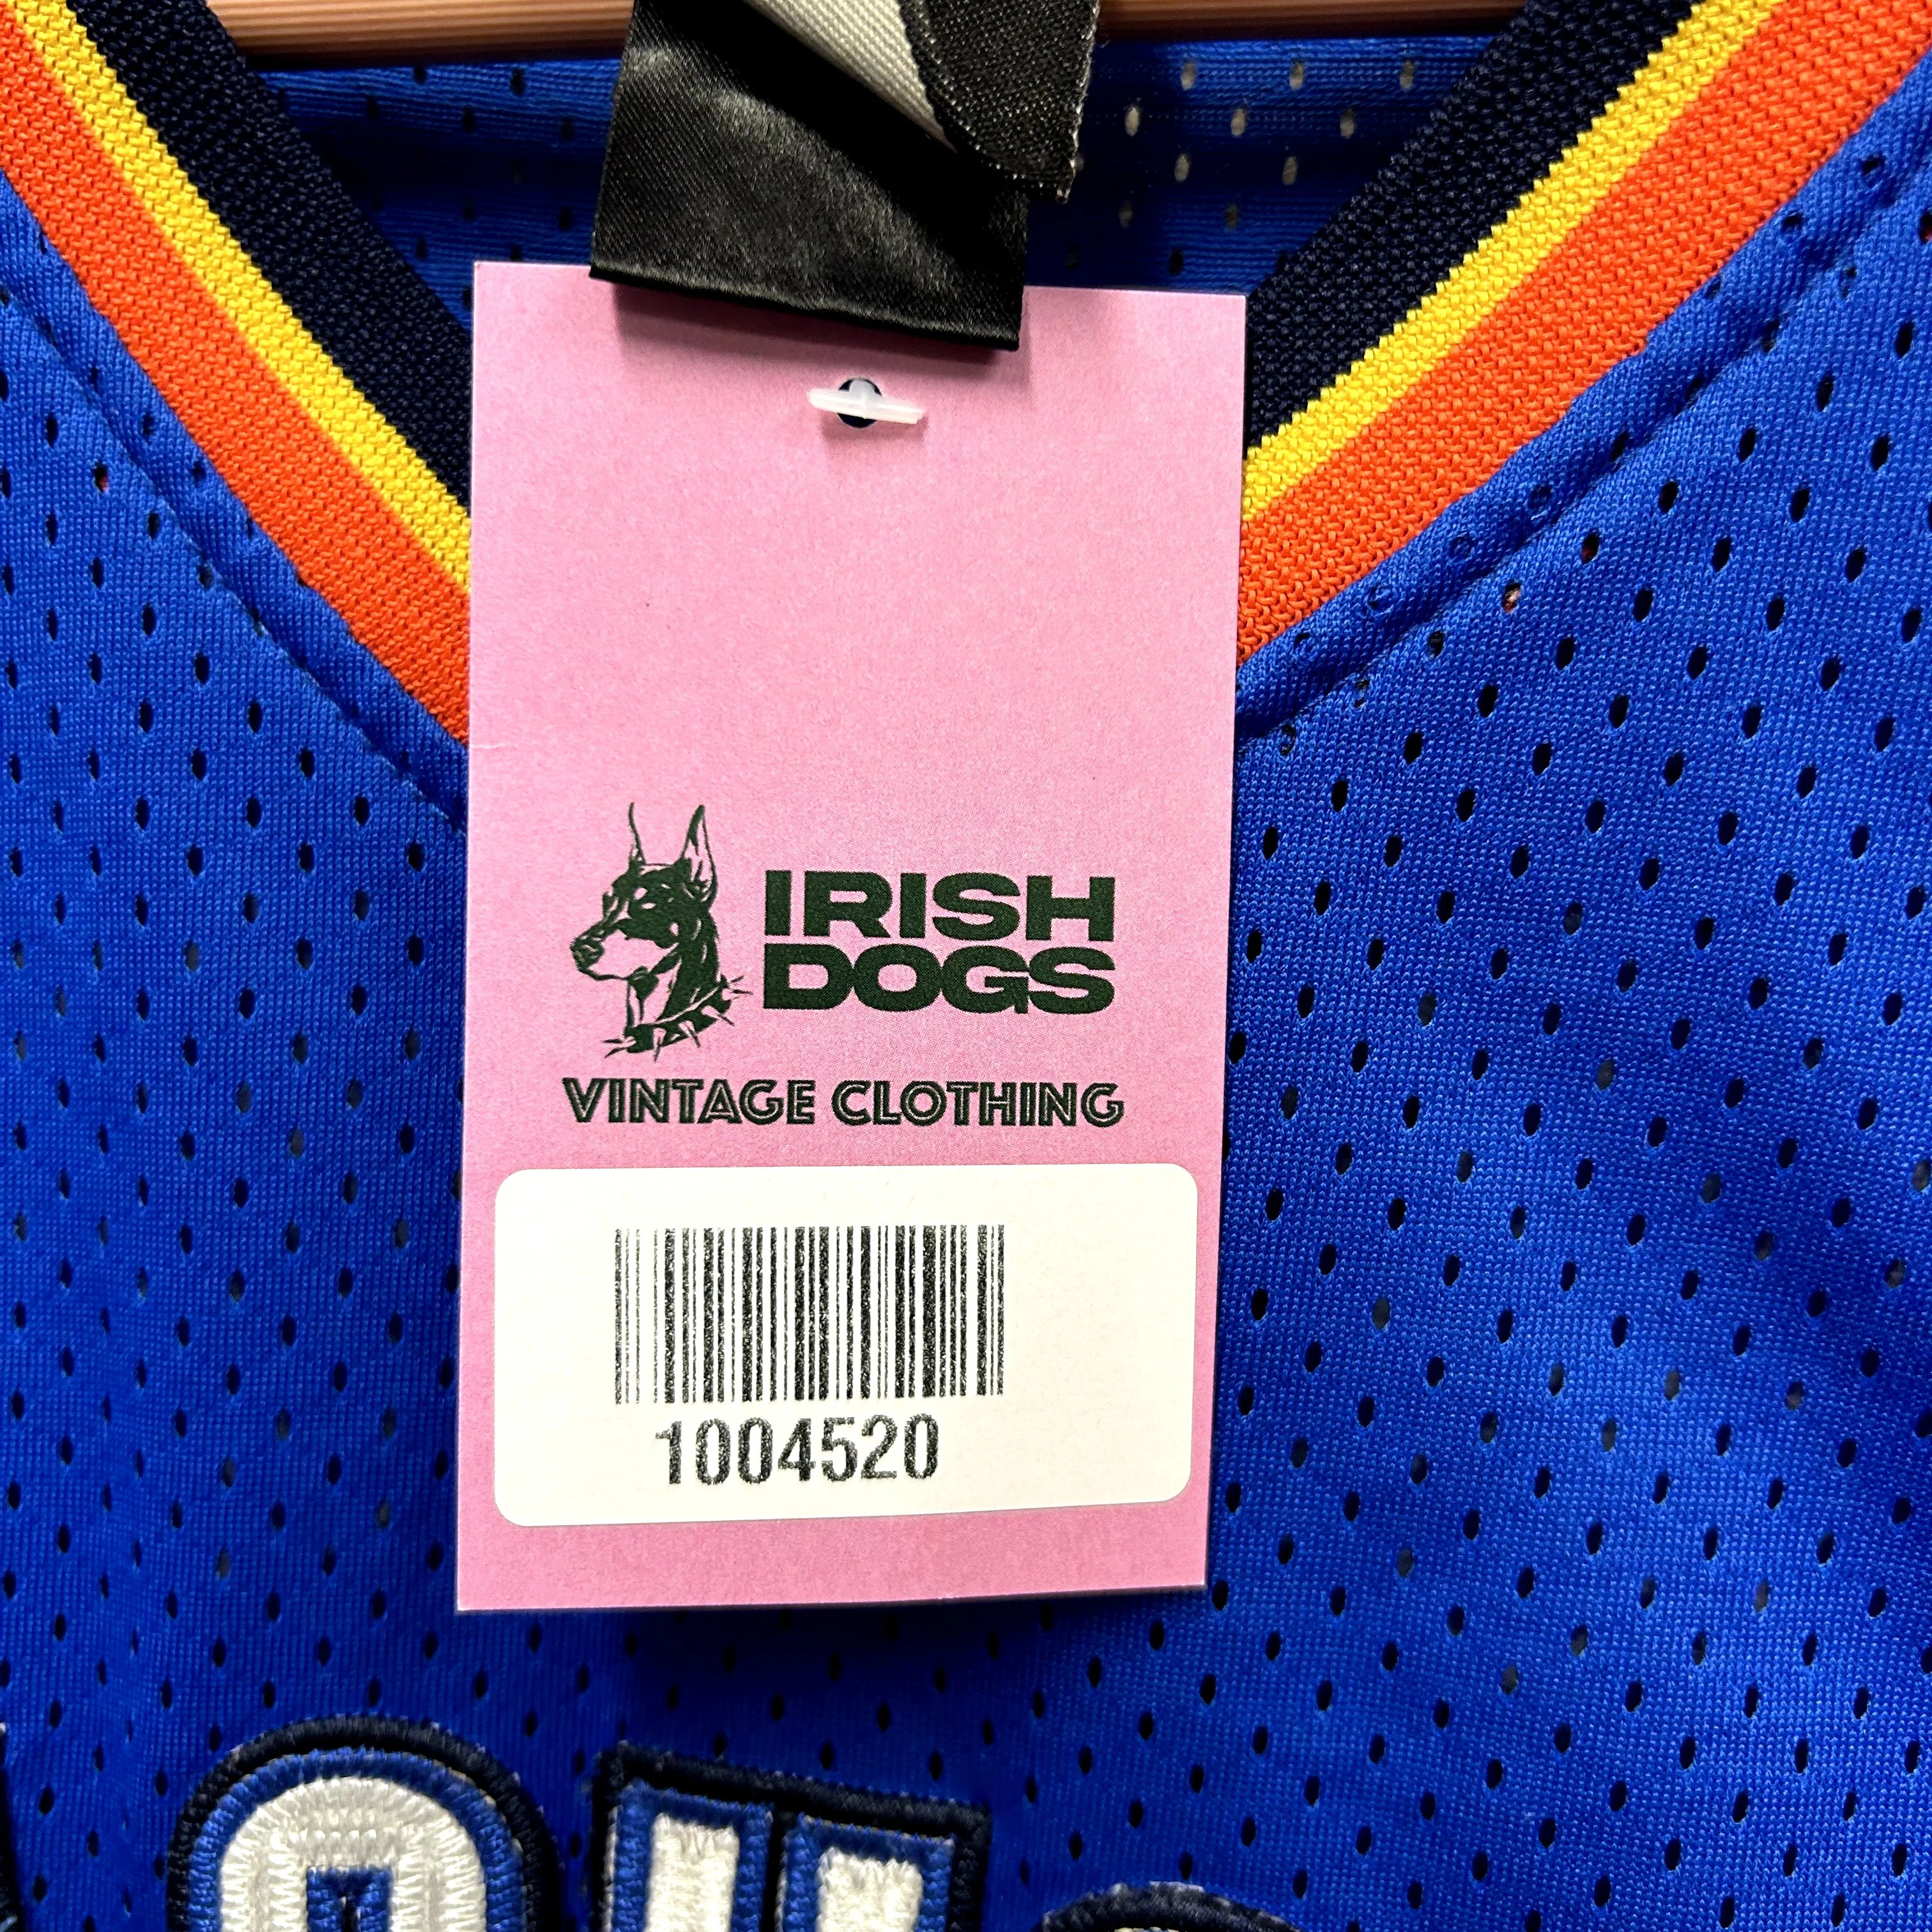 IRISH
DOGS
VINTAGE CLOTHING
1004520